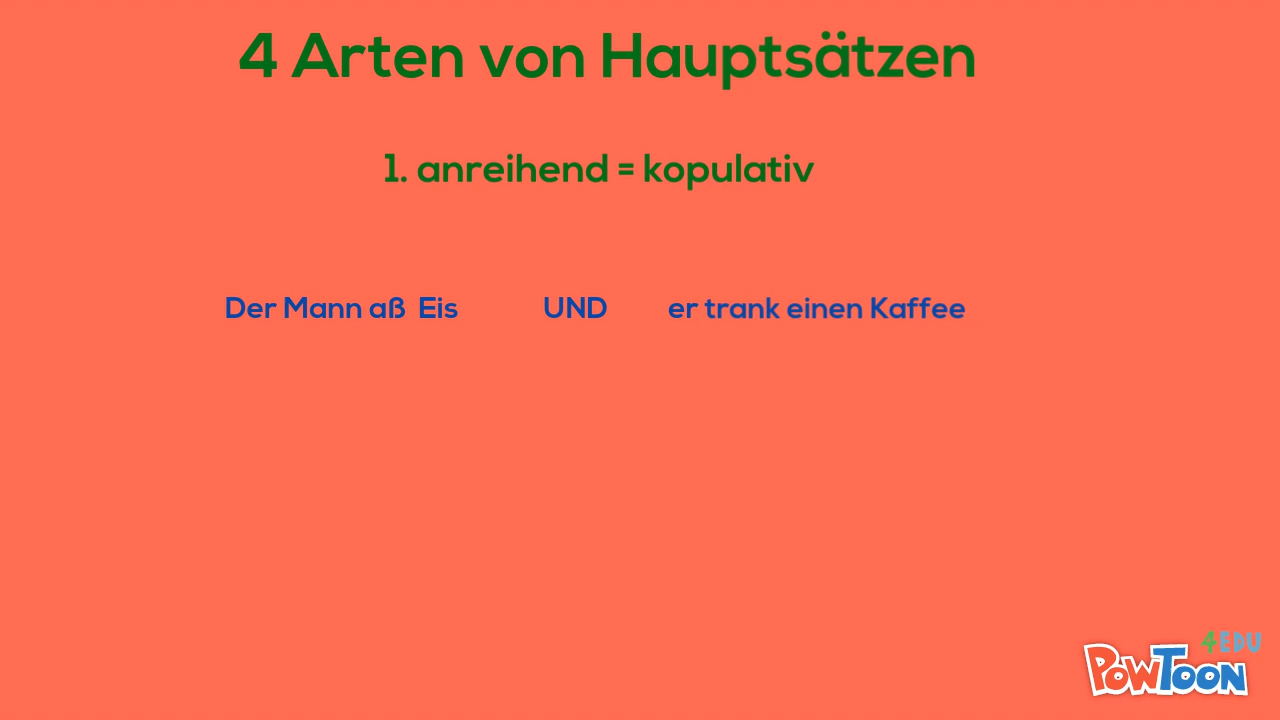 4 Arten von Hauptsätzen
1. anreihend = kopulativ
Der Mann aß Eis UND er trank einen Kaffee
4EDU
POWTOON